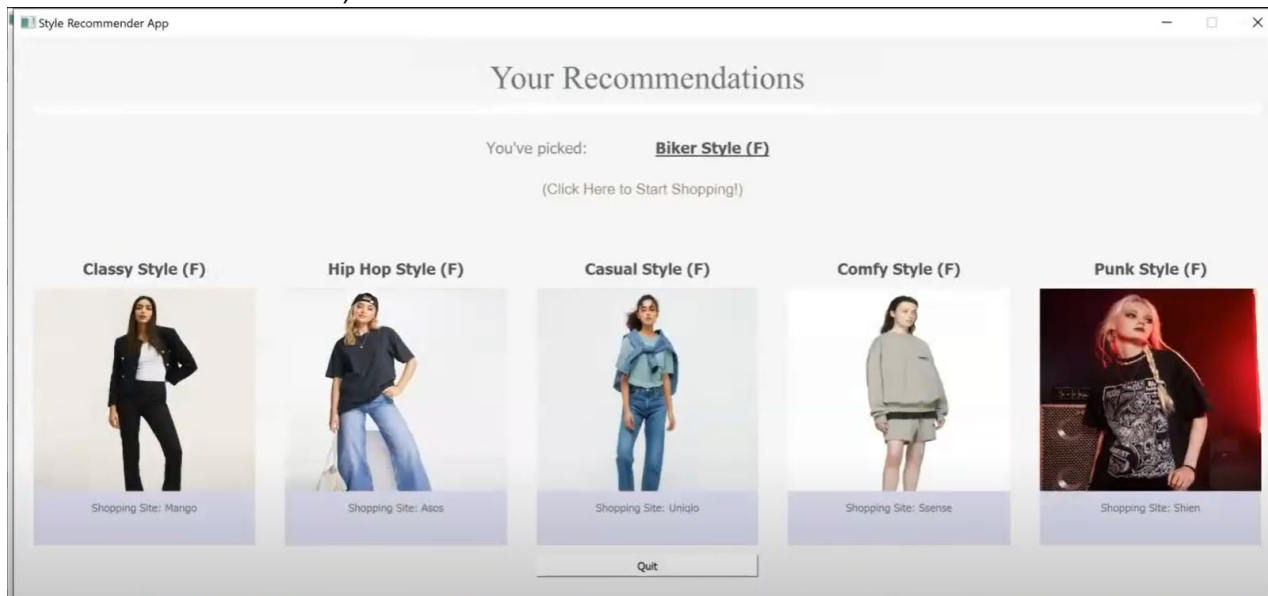 Style Recommender App
Your Recommendations
You've picked: Biker Style (F)
(Click Here to Start Shopping!)
Classy Style (F)
Hip Hop Style (F)
Casual Style (F)
Comfy Style (F)
Punk Style (F)
Shopping Site: Mango
Shopping Site: Asos
Shopping Site: Uniqlo
Shopping Site: Ssense
Shopping Site: Shien
Quit